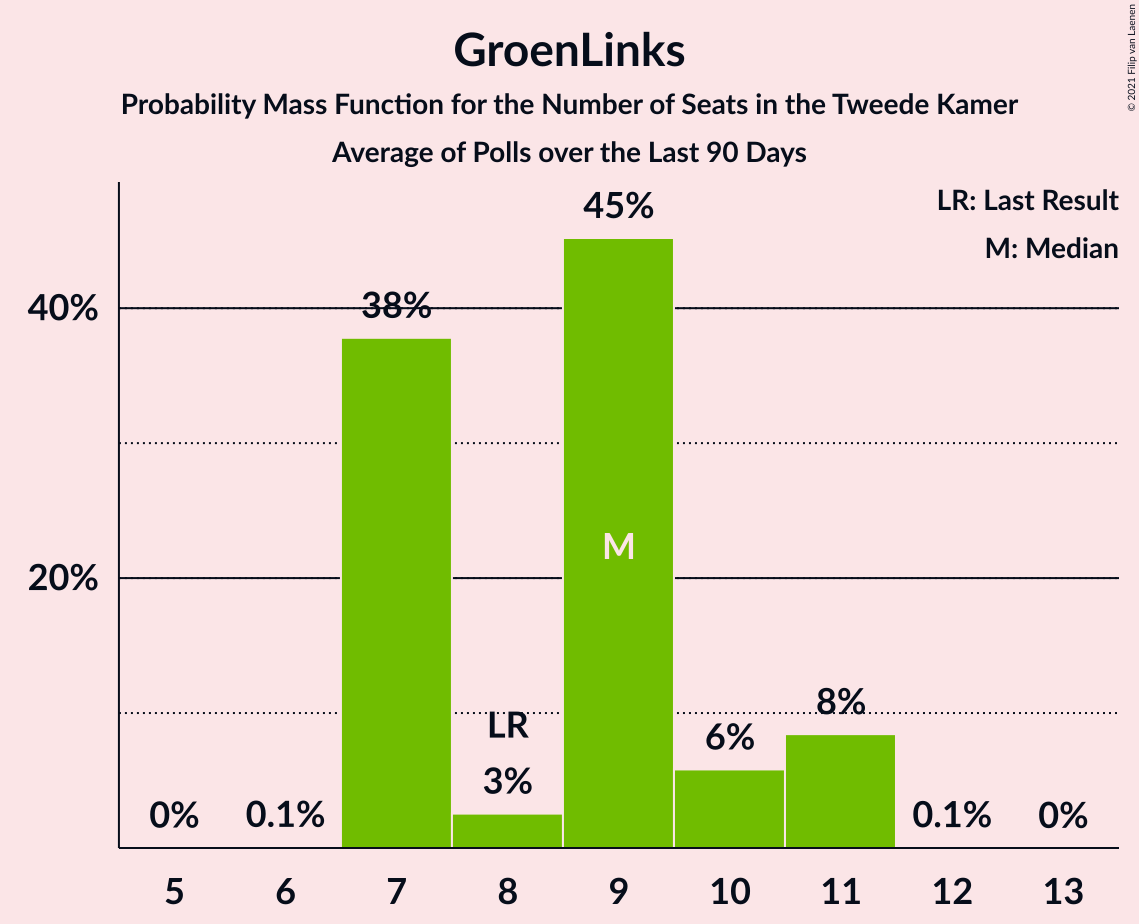 GroenLinks
Probability Mass Function for the Number of Seats in the Tweede Kamer
Average of Polls over the Last 90 Days
© 2021 Filip van Laenen
LR: Last Result
M: Median
45%
40%
38%
M
20%
8%
LR
6%
3%
0%
0.1%
0.1%
0%
5 6 7 8 9 10 11 12 13